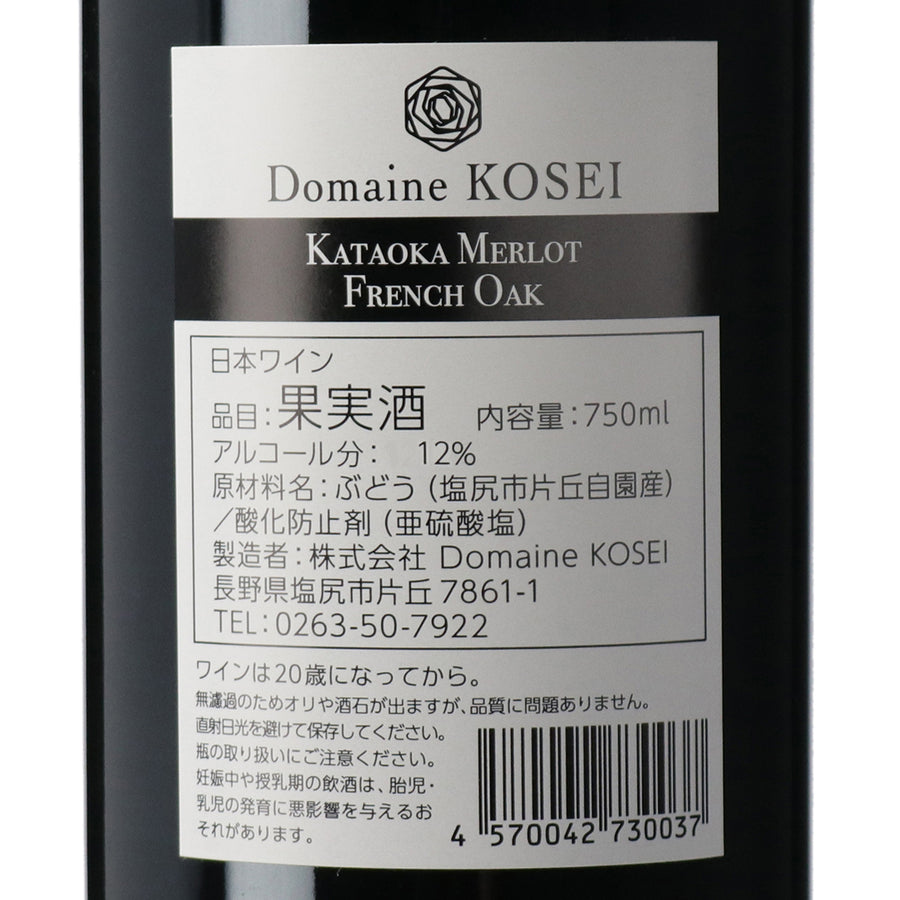 Domaine KOSEI
KATAOKA MERLOT
FRENCH OAK
日本ワイン
品目：果実酒 内容量：750ml
アルコール分： 12%
原材料名：ぶどう（塩尻市片丘自園産）
／酸化防止剤（亜硫酸塩）
製造者：株式会社 Domaine KOSEI
長野県塩尻市片丘7861-1
TEL：0263-50-7922
ワインは20歳になってから。
無濾過のためオリや酒石が出ますが、品質に問題ありません。
直射日光を避けて保存してください。
瓶の取り扱いにご注意ください。
妊娠中や授乳期の飲酒は、胎児・
乳児の発育に悪影響を与えるお
それがあります。
4 570042 730037